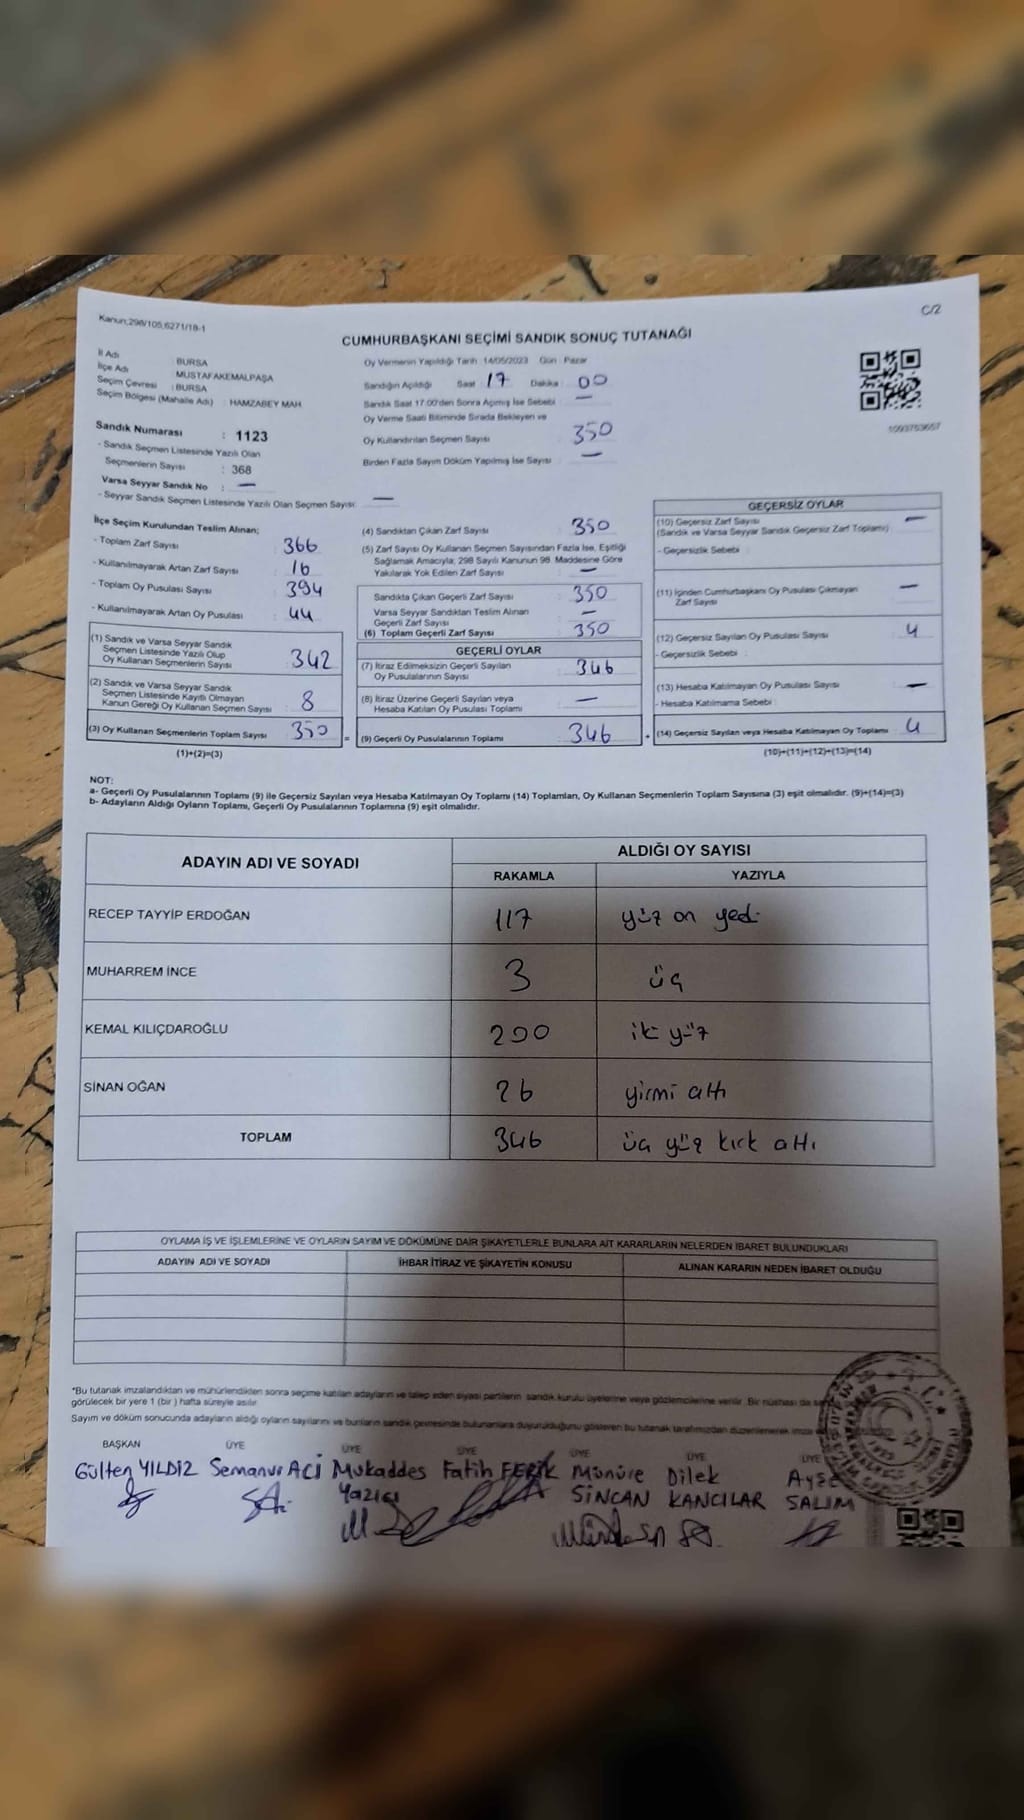 Kanun;298/105,6271/18-1
C/2
CUMHURBAŞKANI SEÇİMİ SANDIK SONUÇ TUTANAĞI
İl Adı : BURSA
İlçe Adı : MUSTAFAKEMALPAŞA
Seçim Çevresi : BURSA
Seçim Bölgesi (Mahalle Adı) : HAMZABEY MAH.
Oy Vermenin Yapıldığı Tarih 14/05/2023 Gün : Pazar
Sandığın Açıldığı Saat : 17 Dakika : 00
Sandık Saat 17:00'den Sonra Açımış İse Sebebi : —
Oy Verme Saati Bitiminde Sırada Bekleyen ve
Oy Kullandırılan Seçmen Sayısı 350
Birden Fazla Sayım Döküm Yapılmış İse Sayısı —
1093753657
Sandık Numarası : 1123
- Sandık Seçmen Listesinde Yazılı Olan
Seçmenlerin Sayısı : 368
Varsa Seyyar Sandık No : —
- Seyyar Sandık Seçmen Listesinde Yazılı Olan Seçmen Sayısı : —
İlçe Seçim Kurulundan Teslim Alınan;
- Toplam Zarf Sayısı : 366
- Kullanılmayarak Artan Zarf Sayısı : 16
- Toplam Oy Pusulası Sayısı : 394
- Kullanılmayarak Artan Oy Pusulası : 44
(1) Sandık ve Varsa Seyyar Sandık
Seçmen Listesinde Yazılı Olup
Oy Kullanan Seçmenlerin Sayısı 342
(2) Sandık ve Varsa Seyyar Sandık
Seçmen Listesinde Kayıtlı Olmayan
Kanun Gereği Oy Kullanan Seçmen Sayısı : 8
(3) Oy Kullanan Seçmenlerin Toplam Sayısı : 350 =
(1)+(2)=(3)
(4) Sandıktan Çıkan Zarf Sayısı 350
(5) Zarf Sayısı Oy Kullanan Seçmen Sayısından Fazla İse, Eşitliği
Sağlamak Amacıyla; 298 Sayılı Kanunun 98. Maddesine Göre
Yakılarak Yok Edilen Zarf Sayısı : —
Sandıkta Çıkan Geçerli Zarf Sayısı : 350
Varsa Seyyar Sandıktan Teslim Alınan
Geçerli Zarf Sayısı : —
(6) Toplam Geçerli Zarf Sayısı : 350
GEÇERLİ OYLAR
(7) İtiraz Edilmeksizin Geçerli Sayılan
Oy Pusulalarının Sayısı : 346
(8) İtiraz Üzerine Geçerli Sayılan veya
Hesaba Katılan Oy Pusulası Toplamı : —
(9) Geçerli Oy Pusulalarının Toplamı : 346 +
GEÇERSİZ OYLAR
(10) Geçersiz Zarf Sayısı —
(Sandık ve Varsa Seyyar Sandık Geçersiz Zarf Toplamı)
- Geçersizlik Sebebi :
(11) İçinden Cumhurbaşkanı Oy Pusulası Çıkmayan
Zarf Sayısı —
(12) Geçersiz Sayılan Oy Pusulası Sayısı : 4
- Geçersizlik Sebebi :
(13) Hesaba Katılmayan Oy Pusulası Sayısı : —
- Hesaba Katılmama Sebebi :
(14) Geçersiz Sayılan veya Hesaba Katılmayan Oy Toplamı : 4
(10)+(11)+(12)+(13)=(14)
NOT:
a- Geçerli Oy Pusulalarının Toplamı (9) ile Geçersiz Sayılan veya Hesaba Katılmayan Oy Toplamı (14) Toplamları, Oy Kullanan Seçmenlerin Toplam Sayısına (3) eşit olmalıdır. (9)+(14)=(3)
b- Adayların Aldığı Oyların Toplamı, Geçerli Oy Pusulalarının Toplamına (9) eşit olmalıdır.
ADAYIN ADI VE SOYADI ALDIĞI OY SAYISI
RAKAMLA YAZIYLA
RECEP TAYYİP ERDOĞAN 117 yüz on yedi
MUHARREM İNCE 3 üç
KEMAL KILIÇDAROĞLU 200 iki yüz
SİNAN OĞAN 26 yirmi altı
TOPLAM 346 üç yüz kırk altı
OYLAMA İŞ VE İŞLEMLERİNE VE OYLARIN SAYIM VE DÖKÜMÜNE DAİR ŞİKAYETLERLE BUNLARA AİT KARARLARIN NELERDEN İBARET BULUNDUKLARI
ADAYIN ADI VE SOYADI İHBAR İTİRAZ VE ŞİKAYETİN KONUSU ALINAN KARARIN NEDEN İBARET OLDUĞU
*Bu tutanak imzalandıktan ve mühürlendikten sonra seçime katılan adayların ve talep eden siyasi partilerin sandık kurulu üyelerine veya gözlemcilerine verilir. Bir nüshası da
görülecek bir yere 1 (bir) hafta süreyle asılır.
Sayım ve döküm sonucunda adayların aldığı oyların sayılarını ve bunların sandık çevresinde bulunanlara duyurulduğunu gösteren bu tutanak tarafımızdan düzenlenerek imza
BAŞKAN ÜYE ÜYE ÜYE ÜYE ÜYE ÜYE
Gülten YILDIZ Semanur ACİ Mukaddes Fatih FERİK Münüre Dilek Ayşe
Yazıcı SİNCAN KANCILAR SALIM